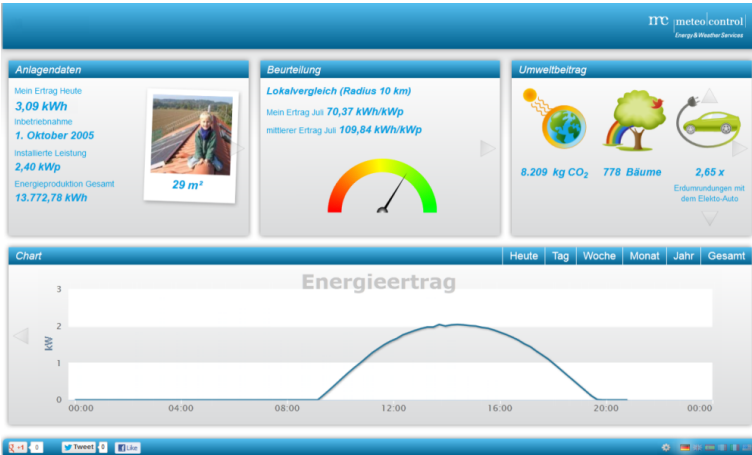 mc meteo control
Energy & Weather Services
Anlagendaten
Mein Ertrag Heute
3,09 kWh
Inbetriebnahme
1. Oktober 2005
Installierte Leistung
2,40 kWp
Energieproduktion Gesamt
13.772,78 kWh
29 m²
Beurteilung
Lokalvergleich (Radius 10 km)
Mein Ertrag Juli 70,37 kWh/kWp
mittlerer Ertrag Juli 109,84 kWh/kWp
Umweltbeitrag
8.209 kg CO₂
778 Bäume
2,65 x
Erdumrundungen mit
dem Elekto-Auto
Chart
Heute Tag Woche Monat Jahr Gesamt
Energieertrag
kW
3
2
1
0
00:00 04:00 08:00 12:00 16:00 20:00 00:00
+1 0 Tweet 0 Like